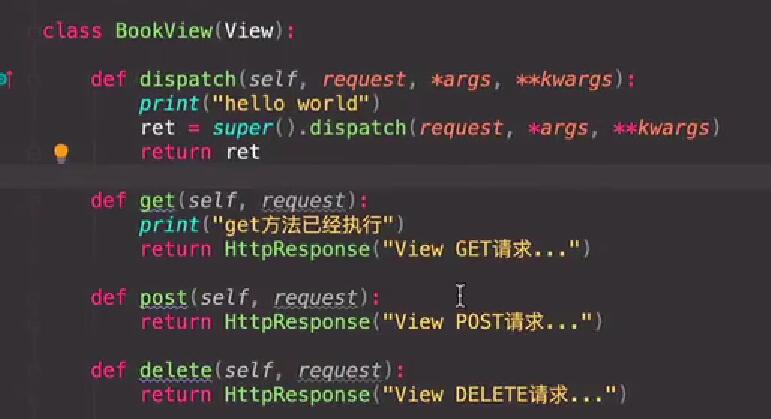 class BookView(View):
def dispatch(self, request, *args, **kwargs):
print("hello world")
ret = super().dispatch(request, *args, **kwargs)
return ret
def get(self, request):
print("get方法已经执行")
return HttpResponse("View GET请求...")
def post(self, request):
return HttpResponse("View POST请求...")
def delete(self, request):
return HttpResponse("View DELETE请求...")